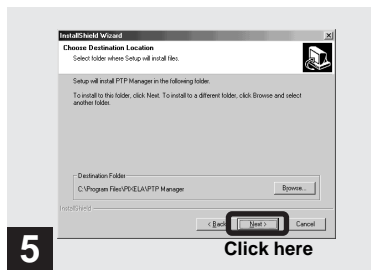 InstallShield Wizard
Choose Destination Location
Select folder where Setup will install files.
Setup will install PTP Manager in the following folder.
To install to this folder, click Next. To install to a different folder, click Browse and select
another folder.
Destination Folder
C:\Program Files\PIXELA\PTP Manager
Browse...
InstallShield
< Back
Next >
Cancel
5
Click here